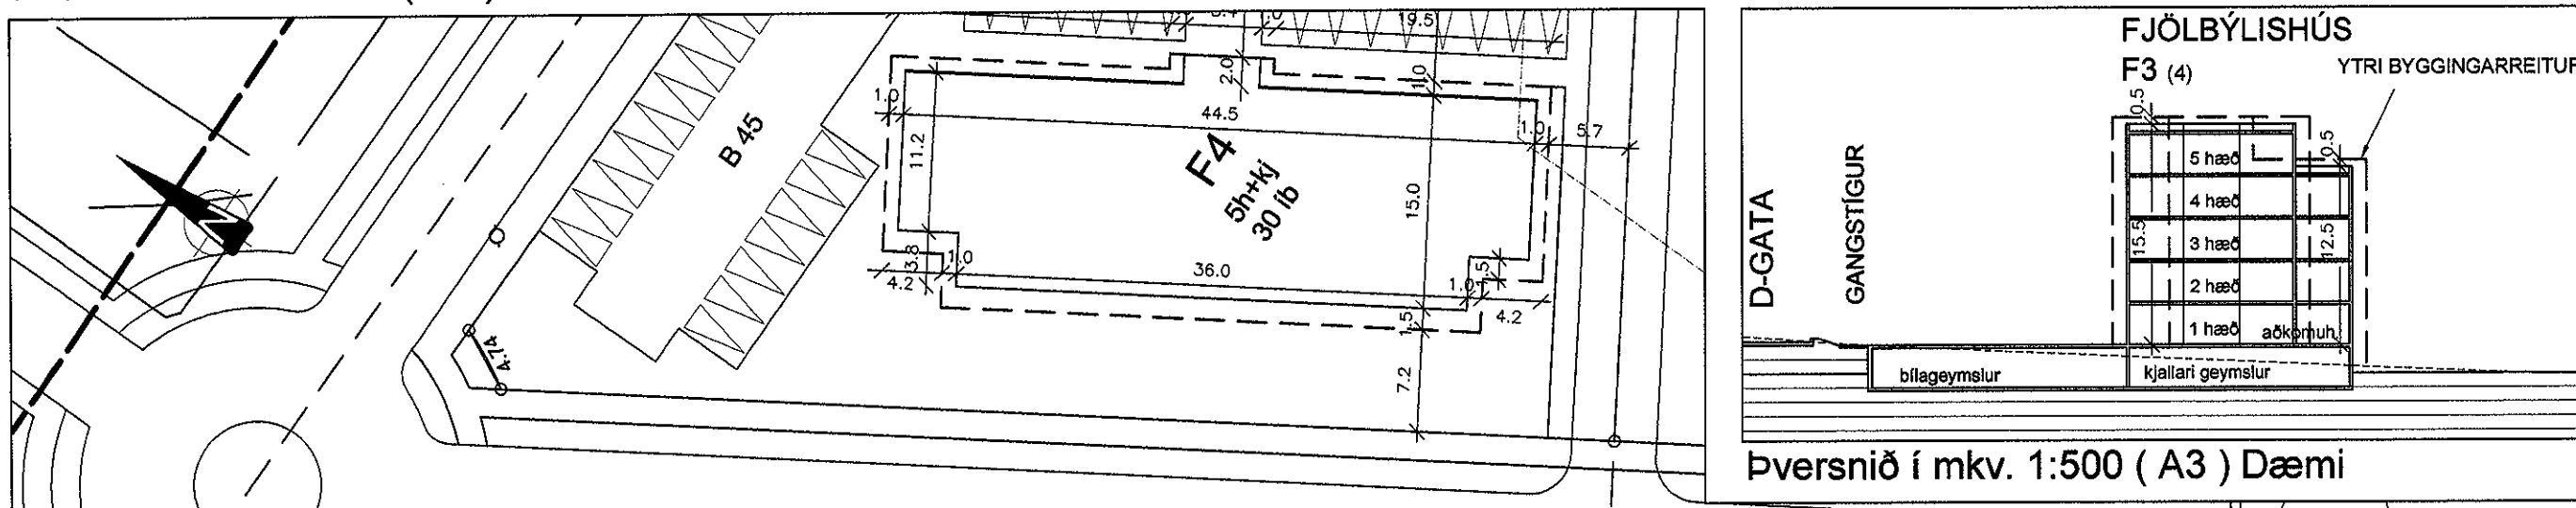 19.5
2.0
1.0
1.0
44.5
1.0
5.7
B 45
11.2
F4
5h+kj
30 íb
15.0
3.8
1.0
4.2
36.0
1.0
1.5
4.2
1.5
4.74
7.2
FJÖLBÝLISHÚS
F3 (4)
YTRI BYGGINGARREITUR
0.5
0.5
D-GATA
GANGSTÍGUR
5 hæð
4 hæð
15.5
3 hæð
12.5
2 hæð
1 hæð
aðkomuh.
bílageymslur
kjallari geymslur
Þversnið í mkv. 1:500 ( A3 ) Dæmi